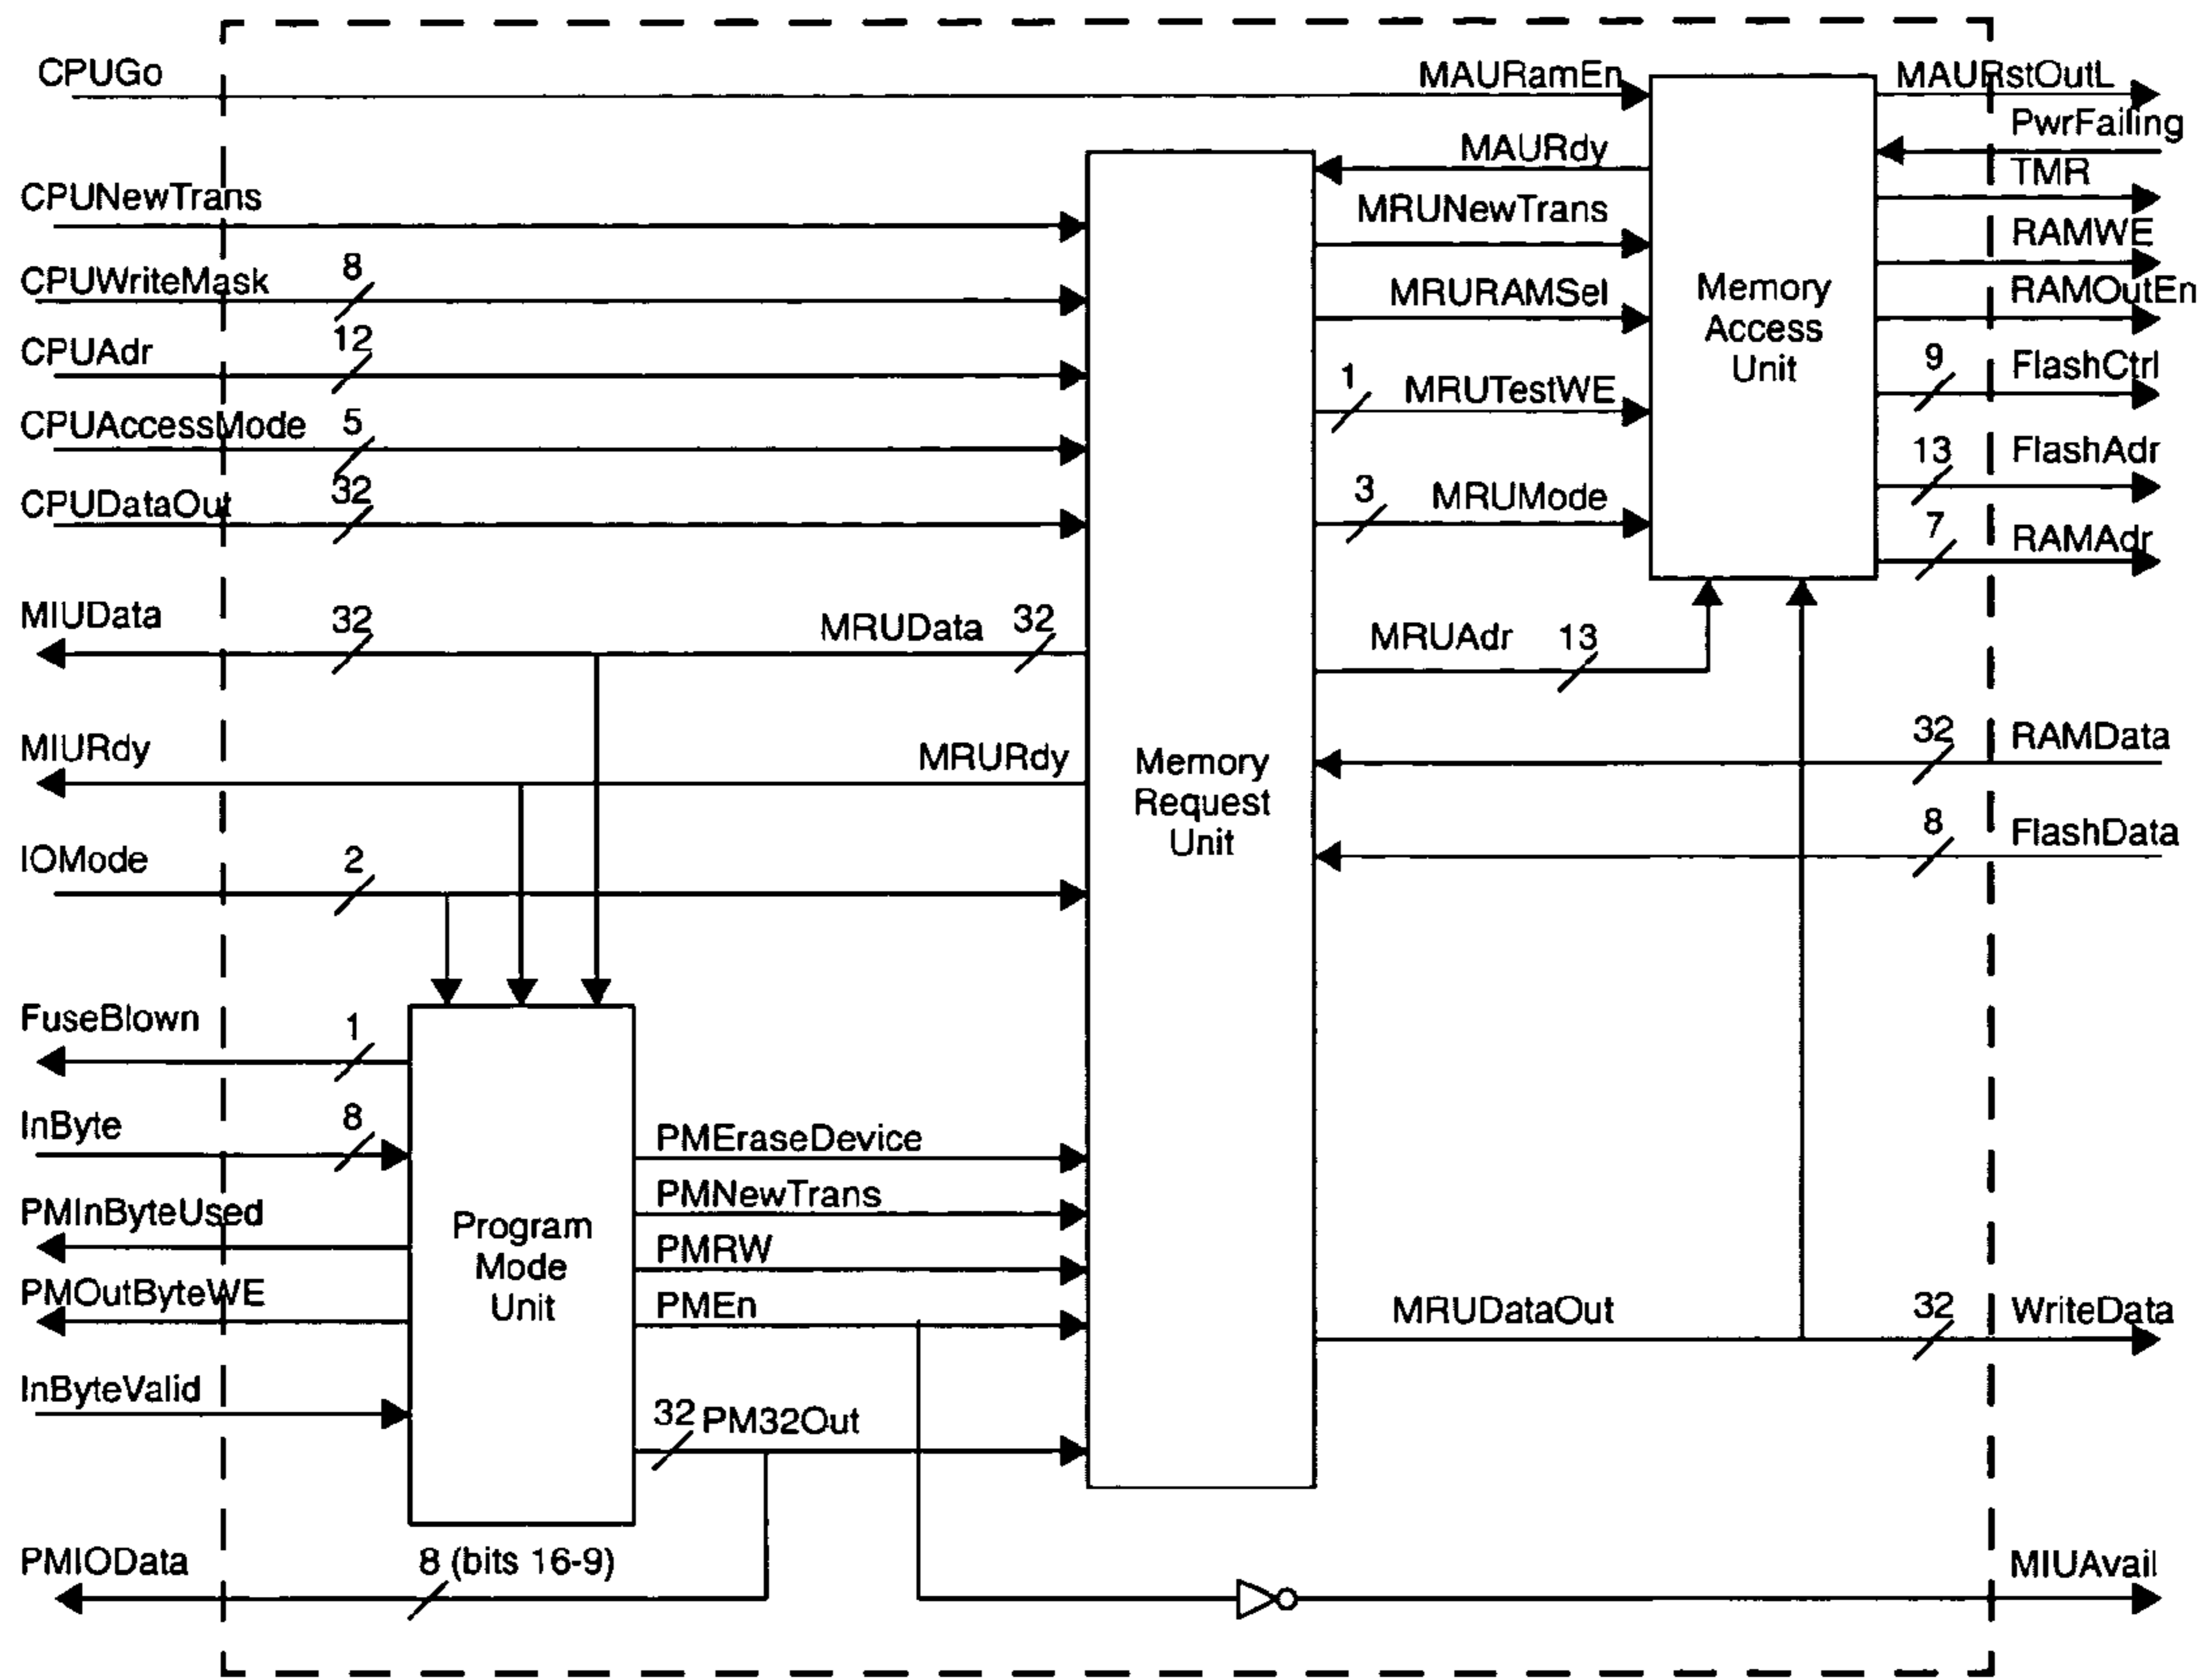 CPUGo
MAURamEn
MAURstOutL
PwrFailing
MAURdy
TMR
CPUNewTrans
MRUNewTrans
RAMWE
CPUWriteMask
8
MRURAMSel
Memory
Access
Unit
RAMOutEn
CPUAdr
12
9
FlashCtrl
1
MRUTestWE
CPUAccessMode
5
13
FlashAdr
CPUDataOut
32
3
MRUMode
7
RAMAdr
MIUData
32
MRUData
32
MRUAdr
13
MIURdy
MRURdy
Memory
Request
Unit
32
RAMData
IOMode
2
8
FlashData
FuseBlown
1
InByte
8
PMEraseDevice
PMInByteUsed
PMNewTrans
Program
Mode
Unit
PMRW
PMOutByteWE
PMEn
MRUDataOut
32
WriteData
InByteValid
32
PM32Out
PMIOData
8 (bits 16-9)
MIUAvail